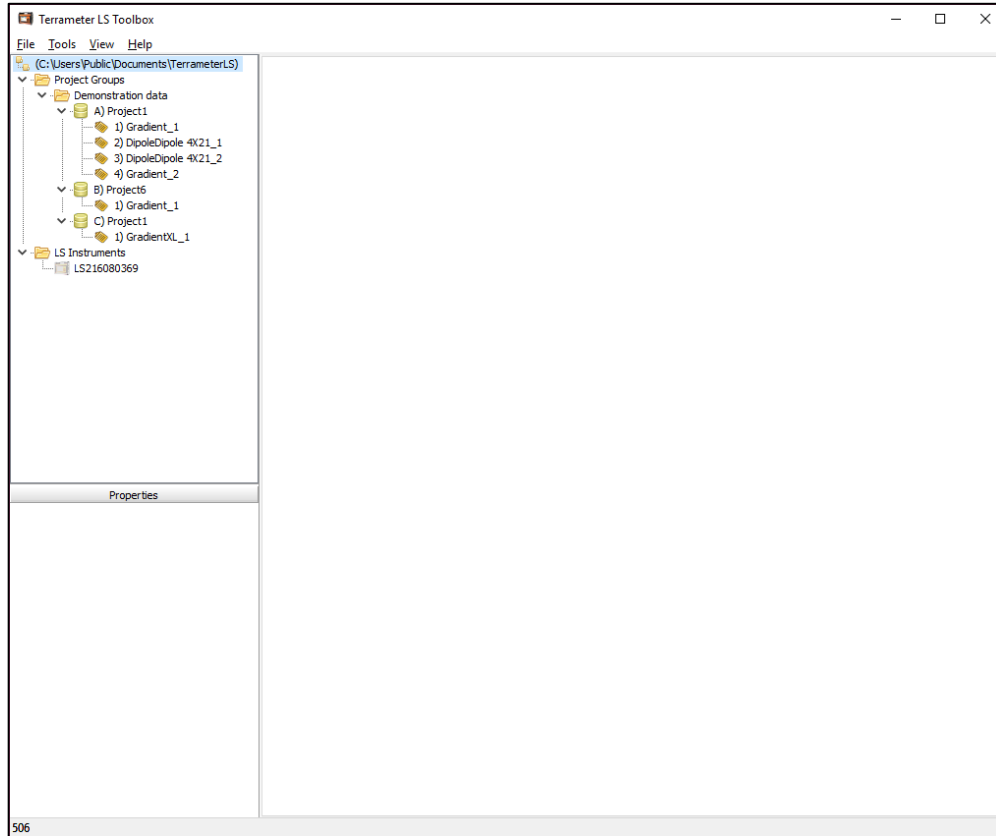 Terrameter LS Toolbox
File Tools View Help
(C:\Users\Public\Documents\TerrameterLS)
Project Groups
Demonstration data
A) Project1
1) Gradient_1
2) DipoleDipole 4X21_1
3) DipoleDipole 4X21_2
4) Gradient_2
B) Project6
1) Gradient_1
C) Project1
1) GradientXL_1
LS Instruments
LS216080369
Properties
506